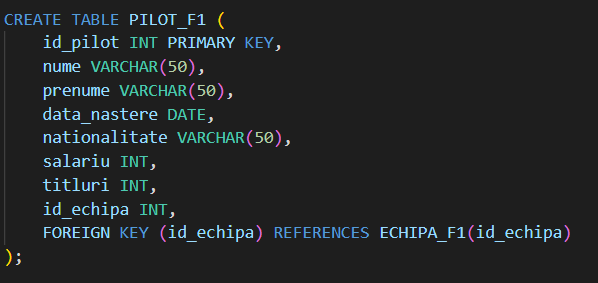 CREATE TABLE PILOT_F1 (
    id_pilot INT PRIMARY KEY,
    nume VARCHAR(50),
    prenume VARCHAR(50),
    data_nastere DATE,
    nationalitate VARCHAR(50),
    salariu INT,
    titluri INT,
    id_echipa INT,
    FOREIGN KEY (id_echipa) REFERENCES ECHIPA_F1(id_echipa)
);